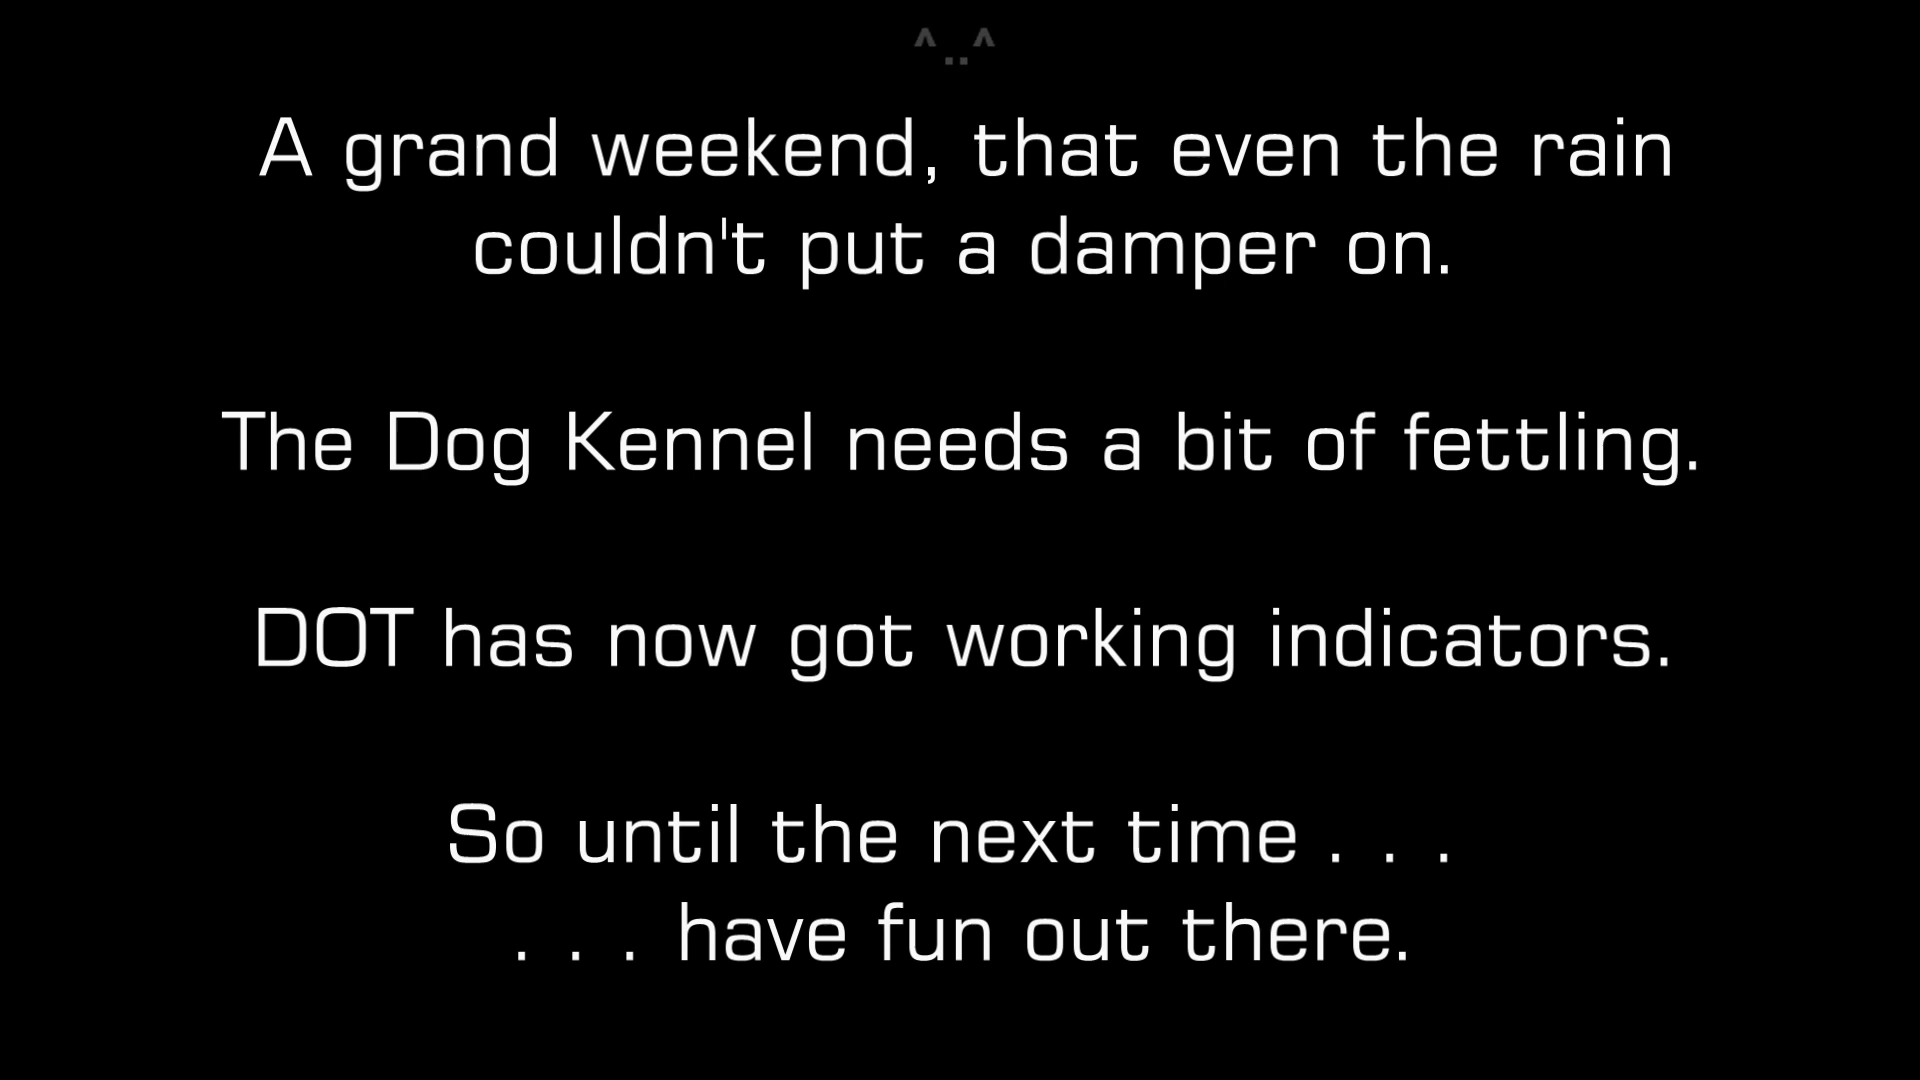 ^..^
A grand weekend, that even the rain
couldn't put a damper on.
The Dog Kennel needs a bit of fettling.
DOT has now got working indicators.
So until the next time . . .
. . . have fun out there.